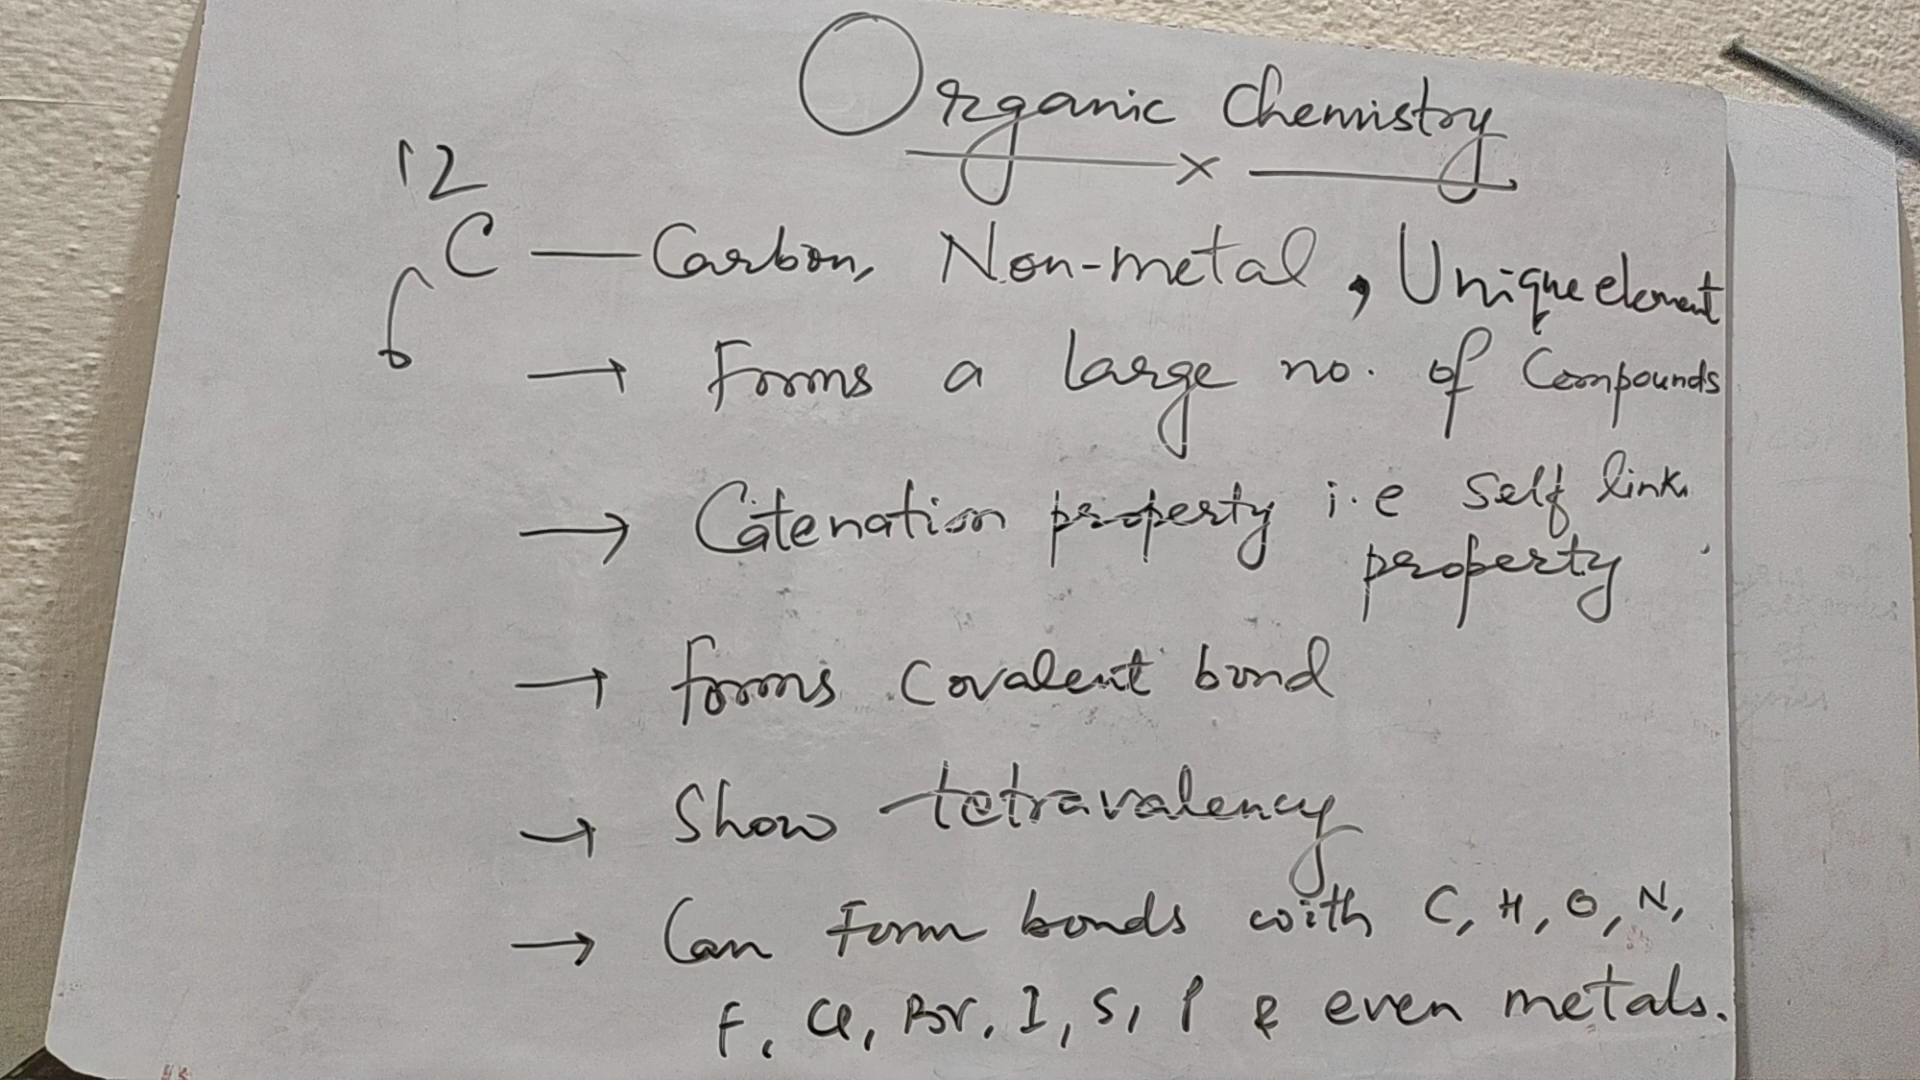 Organic Chemistry
x
12
C — Carbon, Non-metal, Unique element
6
→ Forms a large no. of Compounds
→ Catenation property i.e Self link
property
→ forms Covalent bond
→ Show tetravalency
→ Can Form bonds with C, H, O, N,
F, Cl, Br, I, S, P & even metals.